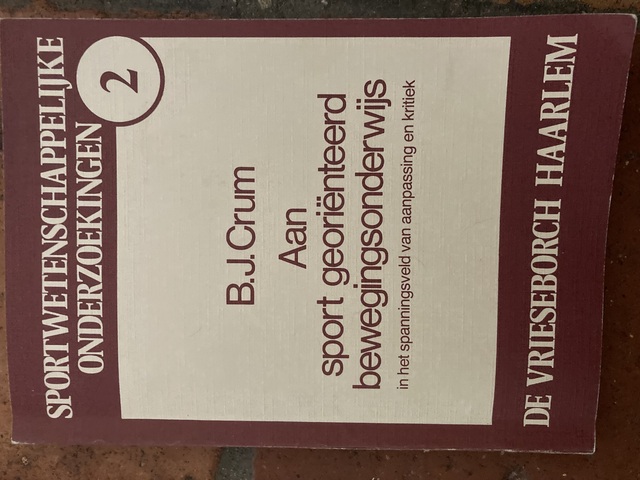 SPORTWETENSCHAPPELIJKE
ONDERZOEKINGEN
2
B.J. Crum
Aan
sport georiënteerd
bewegingsonderwijs
in het spanningsveld van aanpassing en kritiek
DE VRIESEBORCH HAARLEM